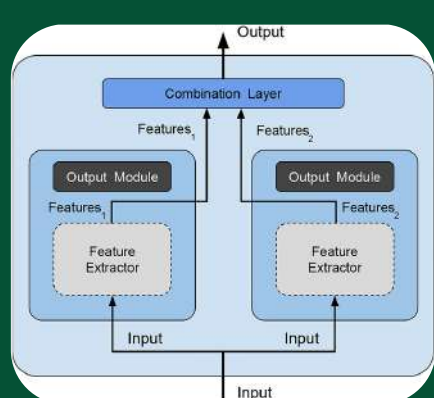 Output
Combination Layer
Features1
Features2
Output Module
Output Module
Features1
Features2
Feature
Extractor
Feature
Extractor
Input
Input
Input